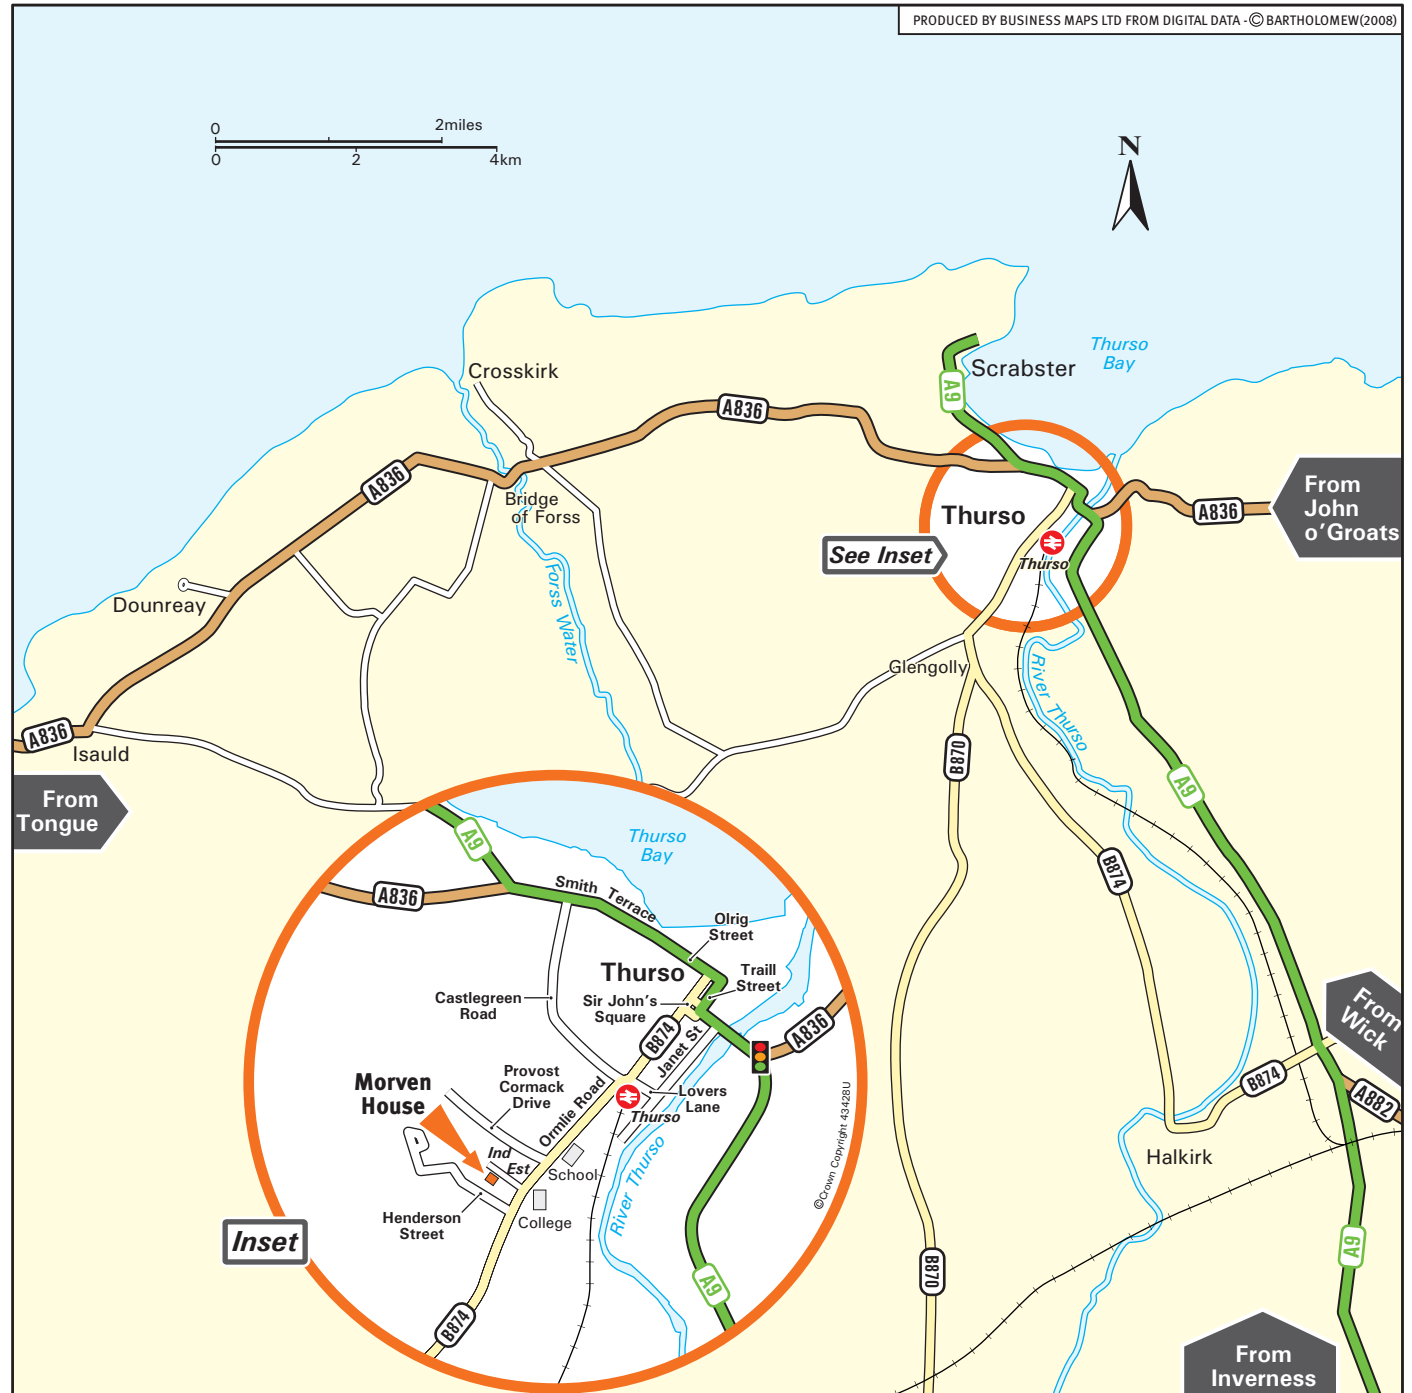 PRODUCED BY BUSINESS MAPS LTD FROM DIGITAL DATA - © BARTHOLOMEW(2008)
0
2miles
0
2
4km
N
Thurso
Bay
Scrabster
A9
Crosskirk
A836
A836
Bridge
of Forss
Thurso
See Inset
Thurso
A836
From
John
o'Groats
Dounreay
Forss Water
Glengolly
River Thurso
A836
Isauld
B870
A9
From
Tongue
B874
A9
Thurso
Bay
A836
Smith Terrace
Olrig
Street
Thurso
Traill
Street
Castlegreen
Road
Sir John's
Square
B874
Janet St
A836
Provost
Cormack
Drive
Morven
House
Ormlie Road
Lovers
Lane
Thurso
Ind
Est
School
River Thurso
Henderson
Street
College
©Crown Copyright 43428U
Inset
A9
B874
From
Wick
B874
A882
Halkirk
B870
A9
From
Inverness